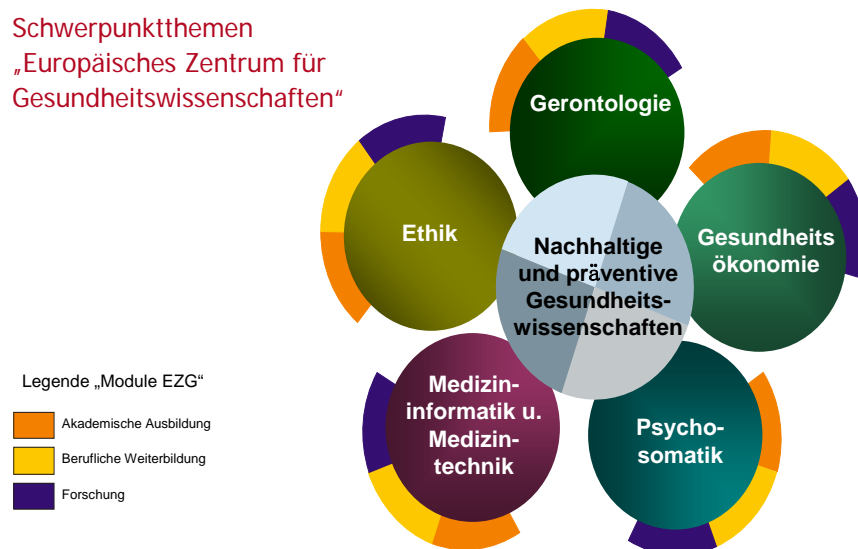 Schwerpunktthemen
„Europäisches Zentrum für
Gesundheitswissenschaften“
Gerontologie
Ethik
Nachhaltige
und präventive
Gesundheits-
wissenschaften
Gesundheits
ökonomie
Medizin-
informatik u.
Medizin-
technik
Psycho-
somatik
Legende „Module EZG“
Akademische Ausbildung
Berufliche Weiterbildung
Forschung